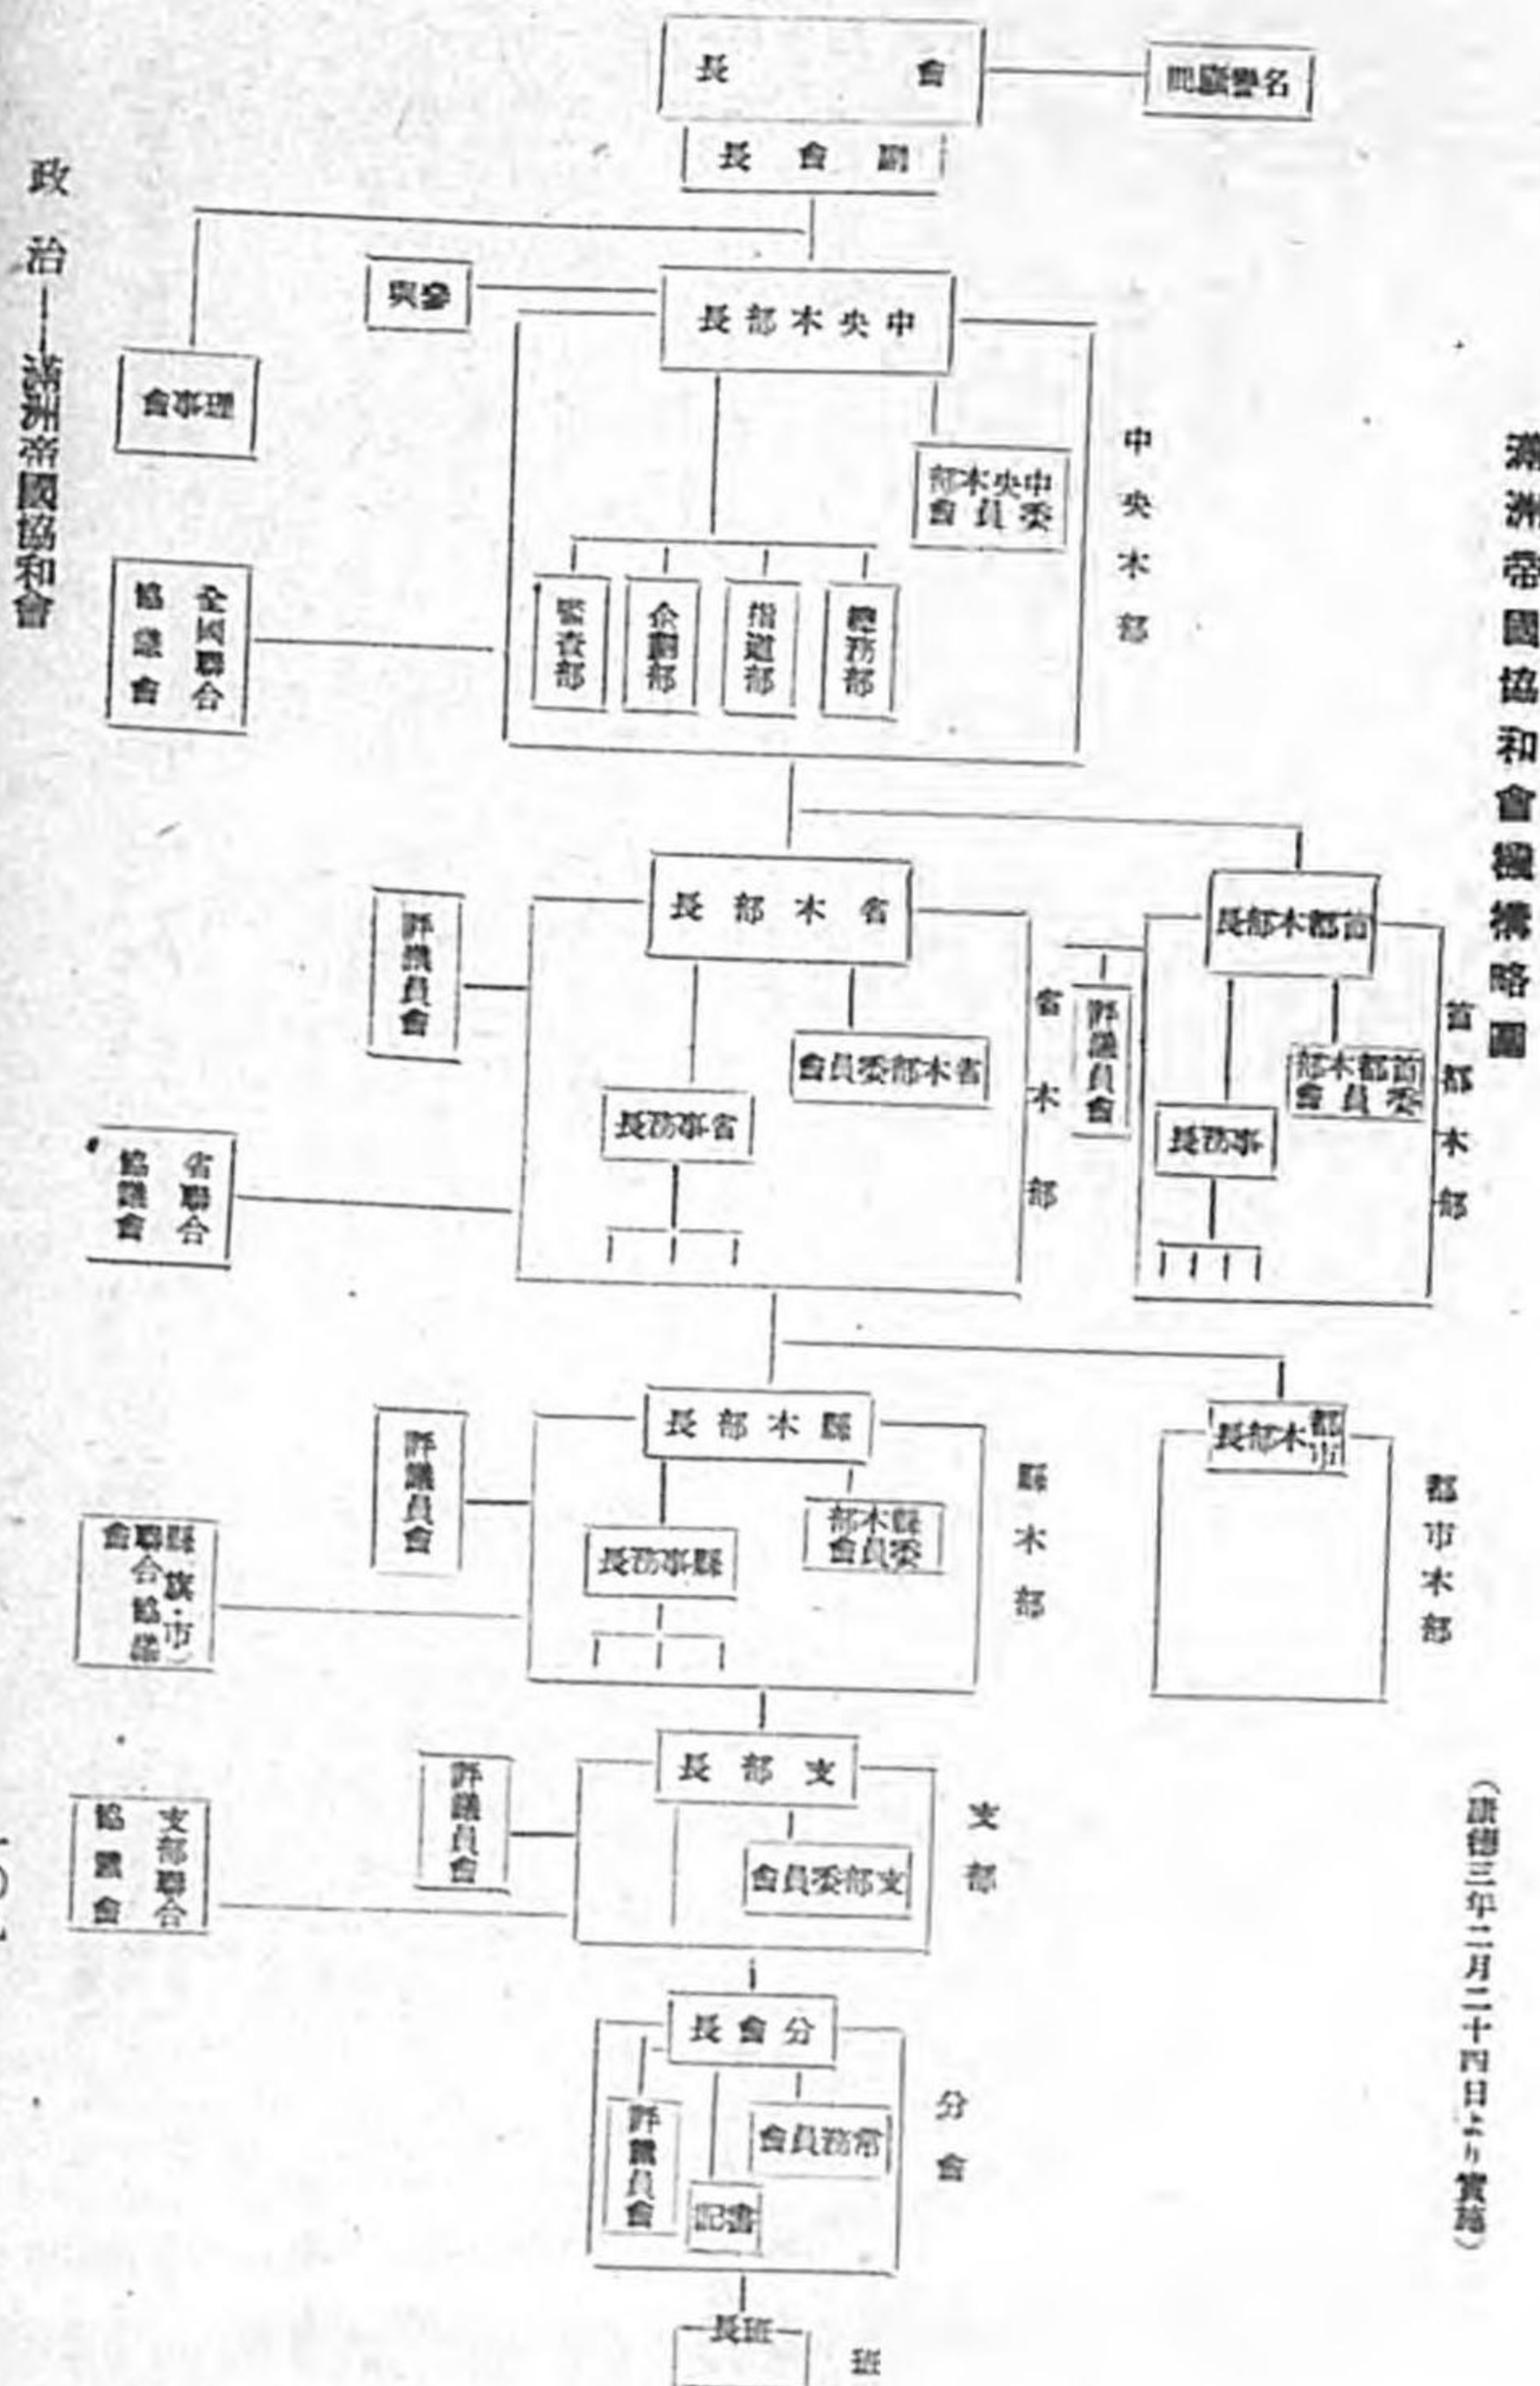 滿洲帝國協和會機構略圖
（康德三年二月二十四日より實施）
會長
名譽顧問
副會長
中央本部
中央本部長
參與
理事會
中央本部
委員會
總務部
指導部
企劃部
監査部
全國聯合
協議會
首都本部
首都本部長
首都本部
委員會
事務長
評議員會
省本部
省本部長
省本部委員會
省事務長
評議員會
省聯合
協議會
都市本部
都市本部長
縣本部
縣本部長
縣本部
委員會
縣事務長
評議員會
縣（旗・市）
聯合協議
會
支部
支部長
支部委員會
評議員會
支部聯合
協議會
分會
分會長
常務員會
書記
評議員會
班
班長
政治——滿洲帝國協和會